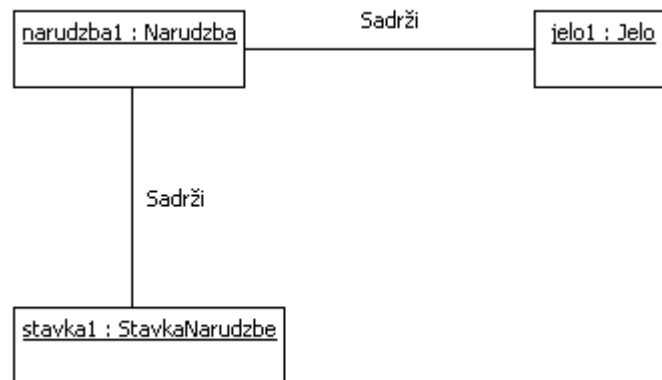 narudzba1 : Narudzba
Sadrži
jelo1 : Jelo
Sadrži
stavka1 : StavkaNarudzbe